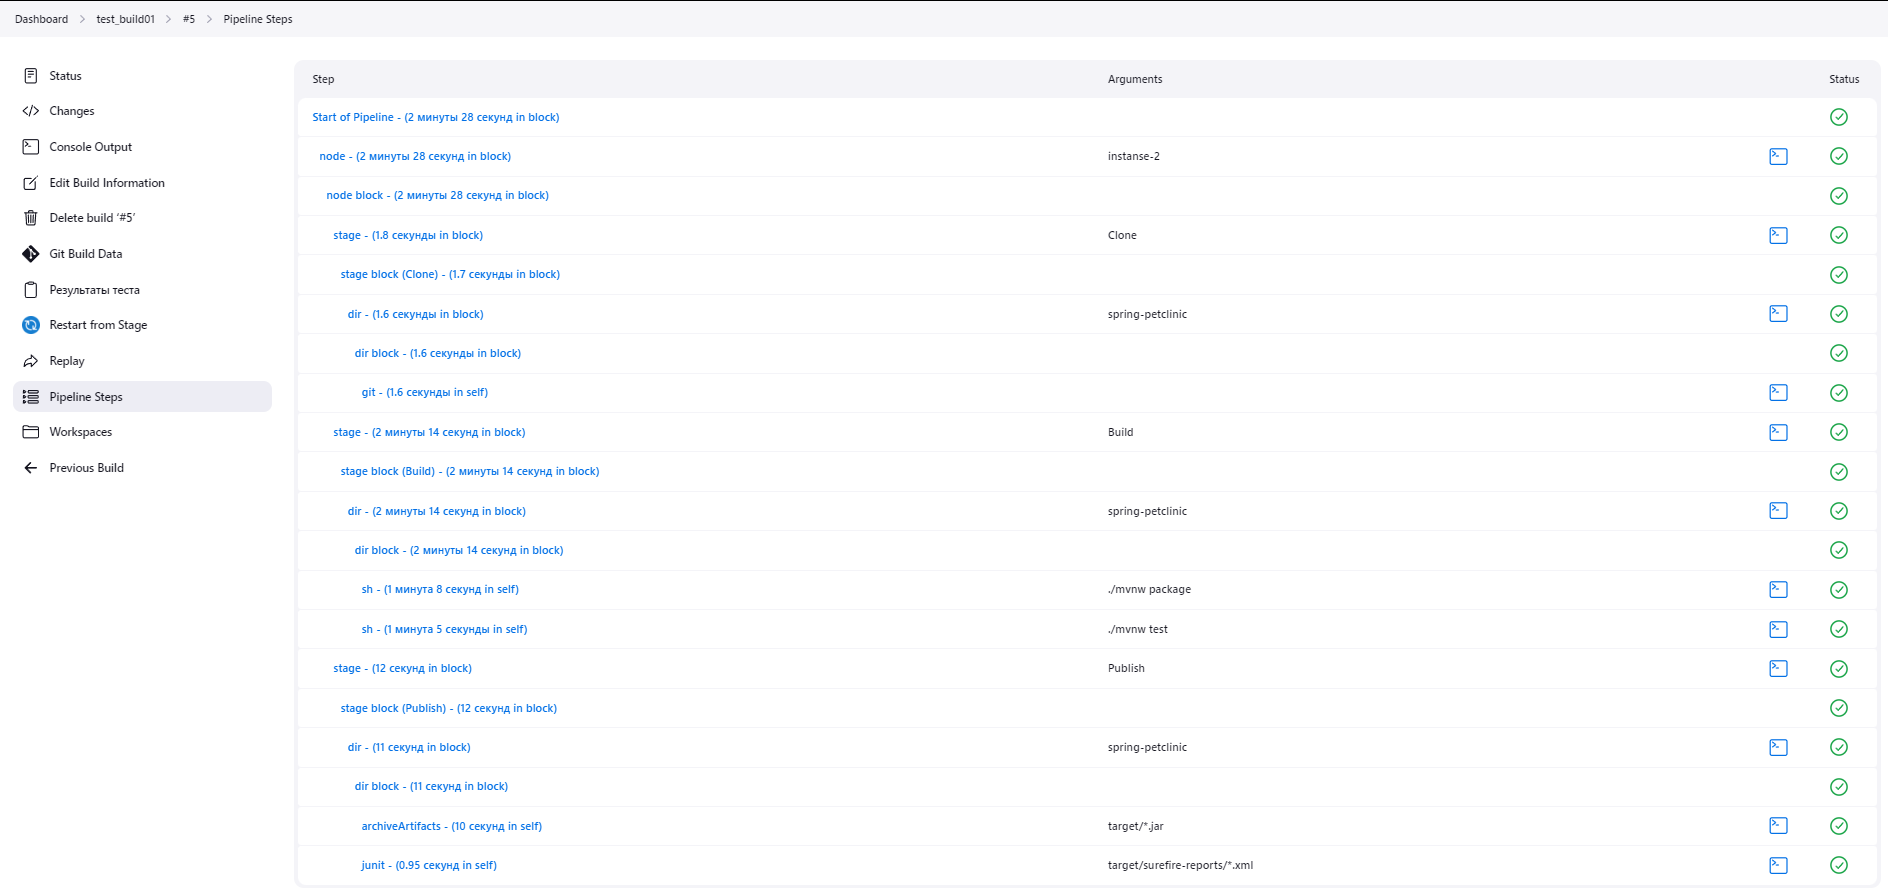 Dashboard > test_build01 > #5 > Pipeline Steps
Status
Changes
Console Output
Edit Build Information
Delete build ‘#5’
Git Build Data
Результаты теста
Restart from Stage
Replay
Pipeline Steps
Workspaces
Previous Build
Step Arguments Status
Start of Pipeline - (2 минуты 28 секунд in block)
node - (2 минуты 28 секунд in block) instanse-2
node block - (2 минуты 28 секунд in block)
stage - (1.8 секунды in block) Clone
stage block (Clone) - (1.7 секунды in block)
dir - (1.6 секунды in block) spring-petclinic
dir block - (1.6 секунды in block)
git - (1.6 секунды in self)
stage - (2 минуты 14 секунд in block) Build
stage block (Build) - (2 минуты 14 секунд in block)
dir - (2 минуты 14 секунд in block) spring-petclinic
dir block - (2 минуты 14 секунд in block)
sh - (1 минута 8 секунд in self) ./mvnw package
sh - (1 минута 5 секунды in self) ./mvnw test
stage - (12 секунд in block) Publish
stage block (Publish) - (12 секунд in block)
dir - (11 секунд in block) spring-petclinic
dir block - (11 секунд in block)
archiveArtifacts - (10 секунд in self) target/*.jar
junit - (0.95 секунд in self) target/surefire-reports/*.xml